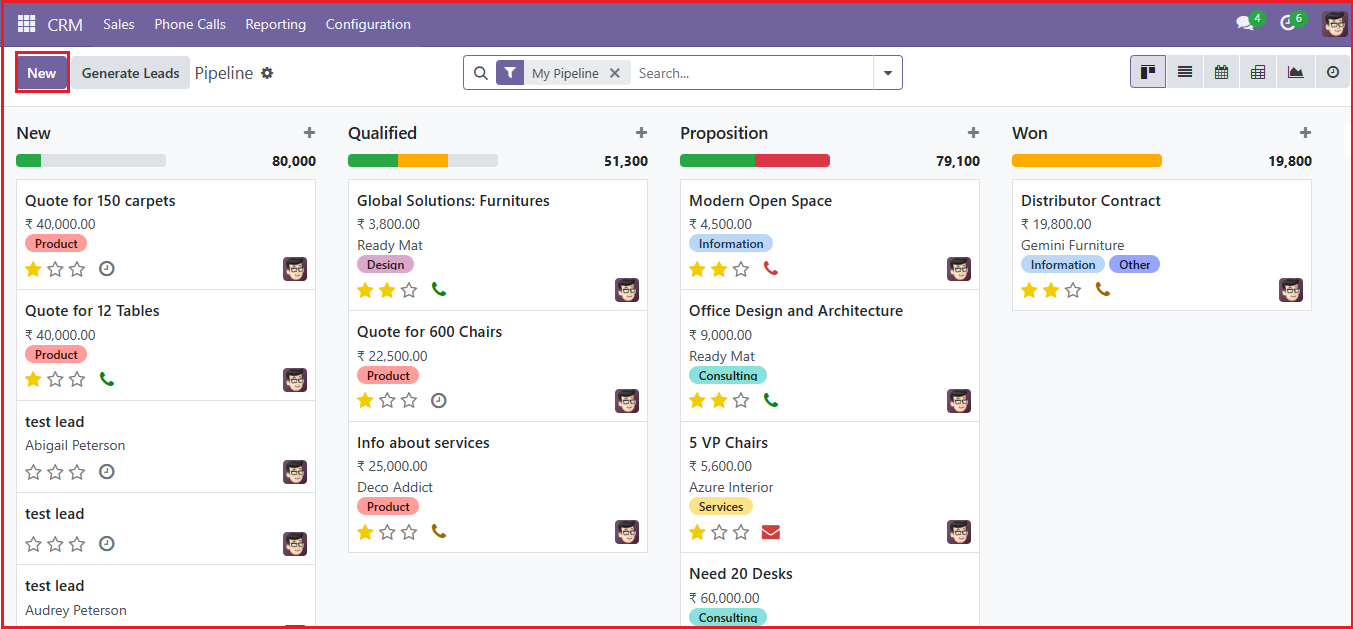 CRM Sales Phone Calls Reporting Configuration 4 6
New Generate Leads Pipeline My Pipeline Search...
New
80,000
Quote for 150 carpets
₹ 40,000.00
Product
Quote for 12 Tables
₹ 40,000.00
Product
test lead
Abigail Peterson
test lead
test lead
Audrey Peterson
Qualified
51,300
Global Solutions: Furnitures
₹ 3,800.00
Ready Mat
Design
Quote for 600 Chairs
₹ 22,500.00
Product
Info about services
₹ 25,000.00
Deco Addict
Product
Proposition
79,100
Modern Open Space
₹ 4,500.00
Information
Office Design and Architecture
₹ 9,000.00
Ready Mat
Consulting
5 VP Chairs
₹ 5,600.00
Azure Interior
Services
Need 20 Desks
₹ 60,000.00
Consulting
Won
19,800
Distributor Contract
₹ 19,800.00
Gemini Furniture
Information Other